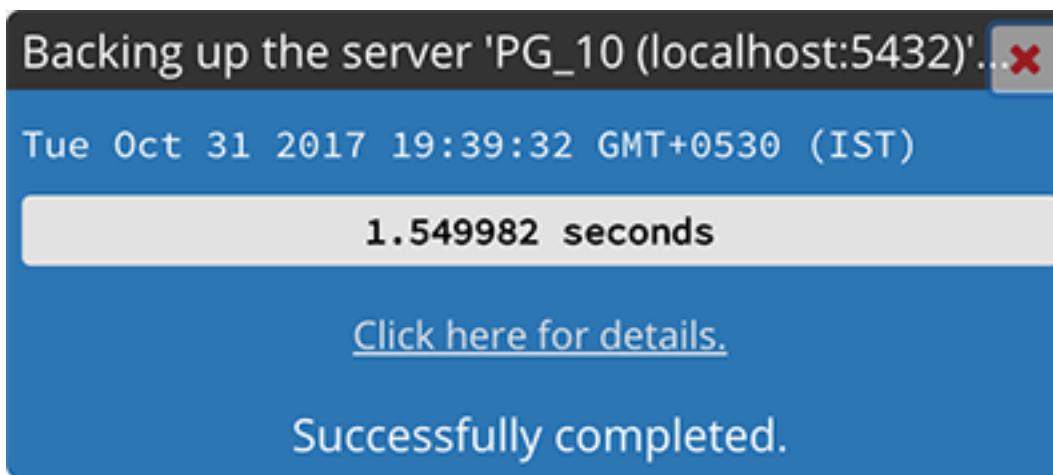 Backing up the server 'PG_10 (localhost:5432)'...
Tue Oct 31 2017 19:39:32 GMT+0530 (IST)
1.549982 seconds
Click here for details.
Successfully completed.